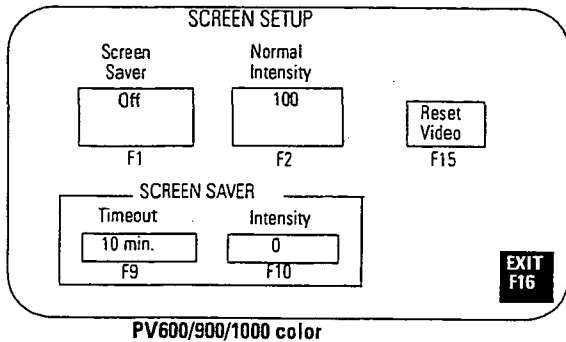 SCREEN SETUP
Screen
Saver
Off
F1
Normal
Intensity
100
F2
Reset
Video
F15
SCREEN SAVER
Timeout
10 min.
F9
Intensity
0
F10
EXIT
F16
PV600/900/1000 color